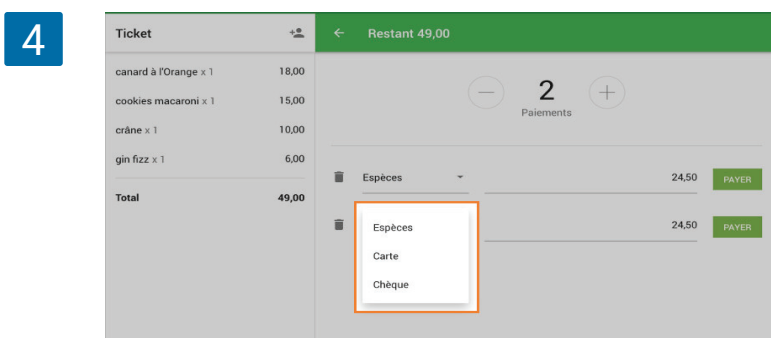 4
Ticket
Restant 49,00
canard à l'Orange x 1 18,00
cookies macaroni x 1 15,00
crâne x 1 10,00
gin fizz x 1 6,00
Total 49,00
2
Paiements
Espèces 24,50 PAYER
24,50 PAYER
Espèces
Carte
Chèque